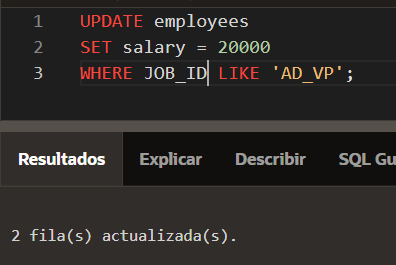 1 UPDATE employees
2 SET salary = 20000
3 WHERE JOB_ID LIKE 'AD_VP';
Resultados Explicar Describir SQL Gu
2 fila(s) actualizada(s).